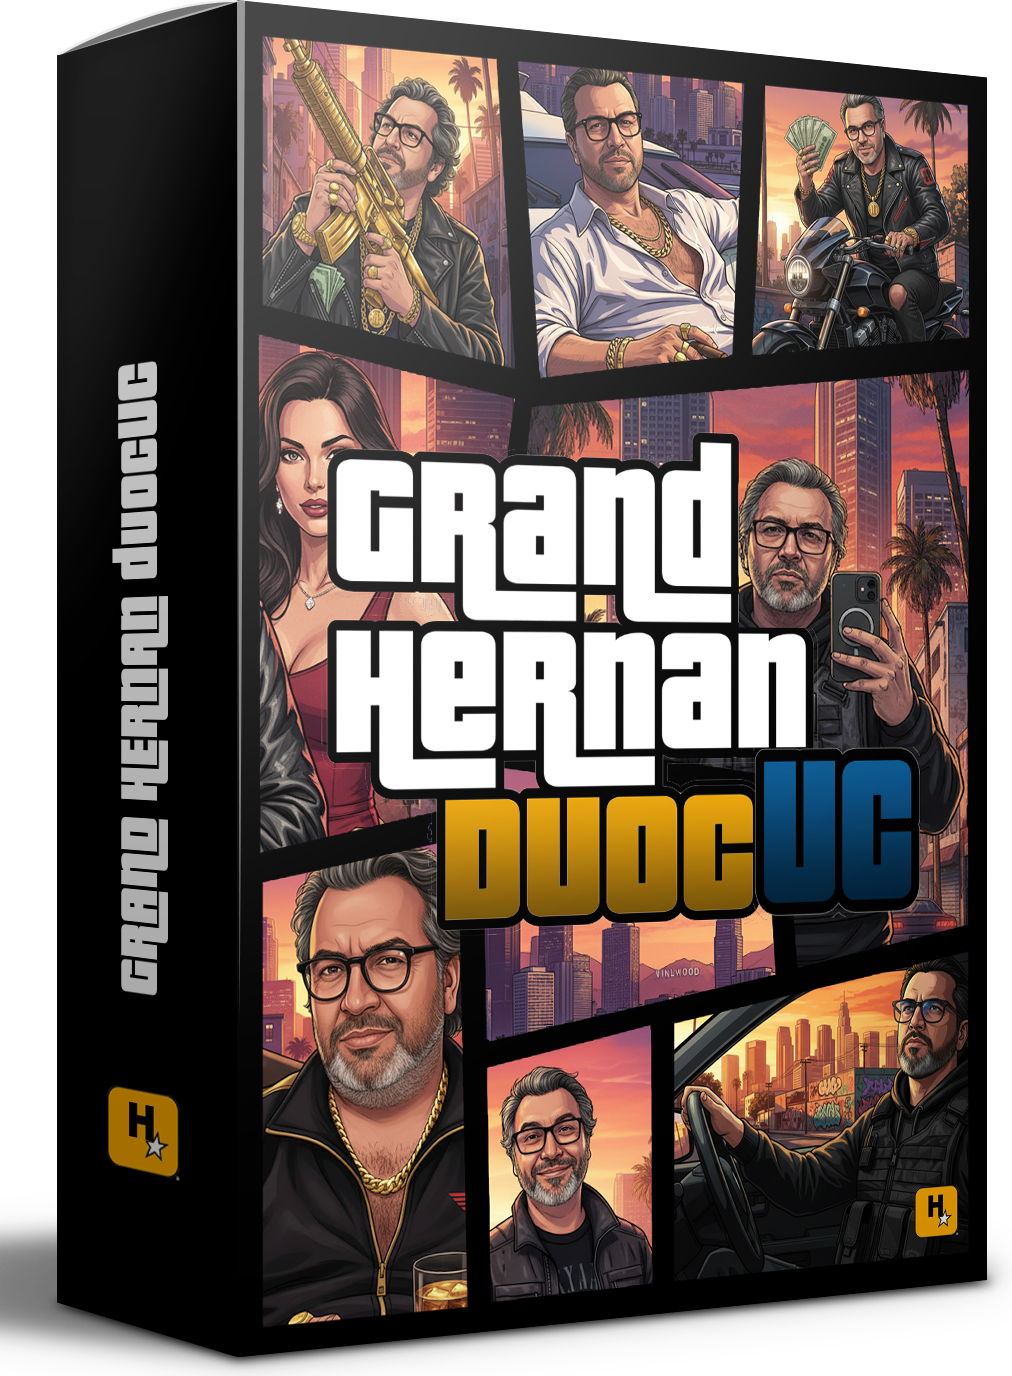 GRAND HERNAN DUOCUC
H
GRAnd
HERnan
DUOCUC
VINLWOOD
H